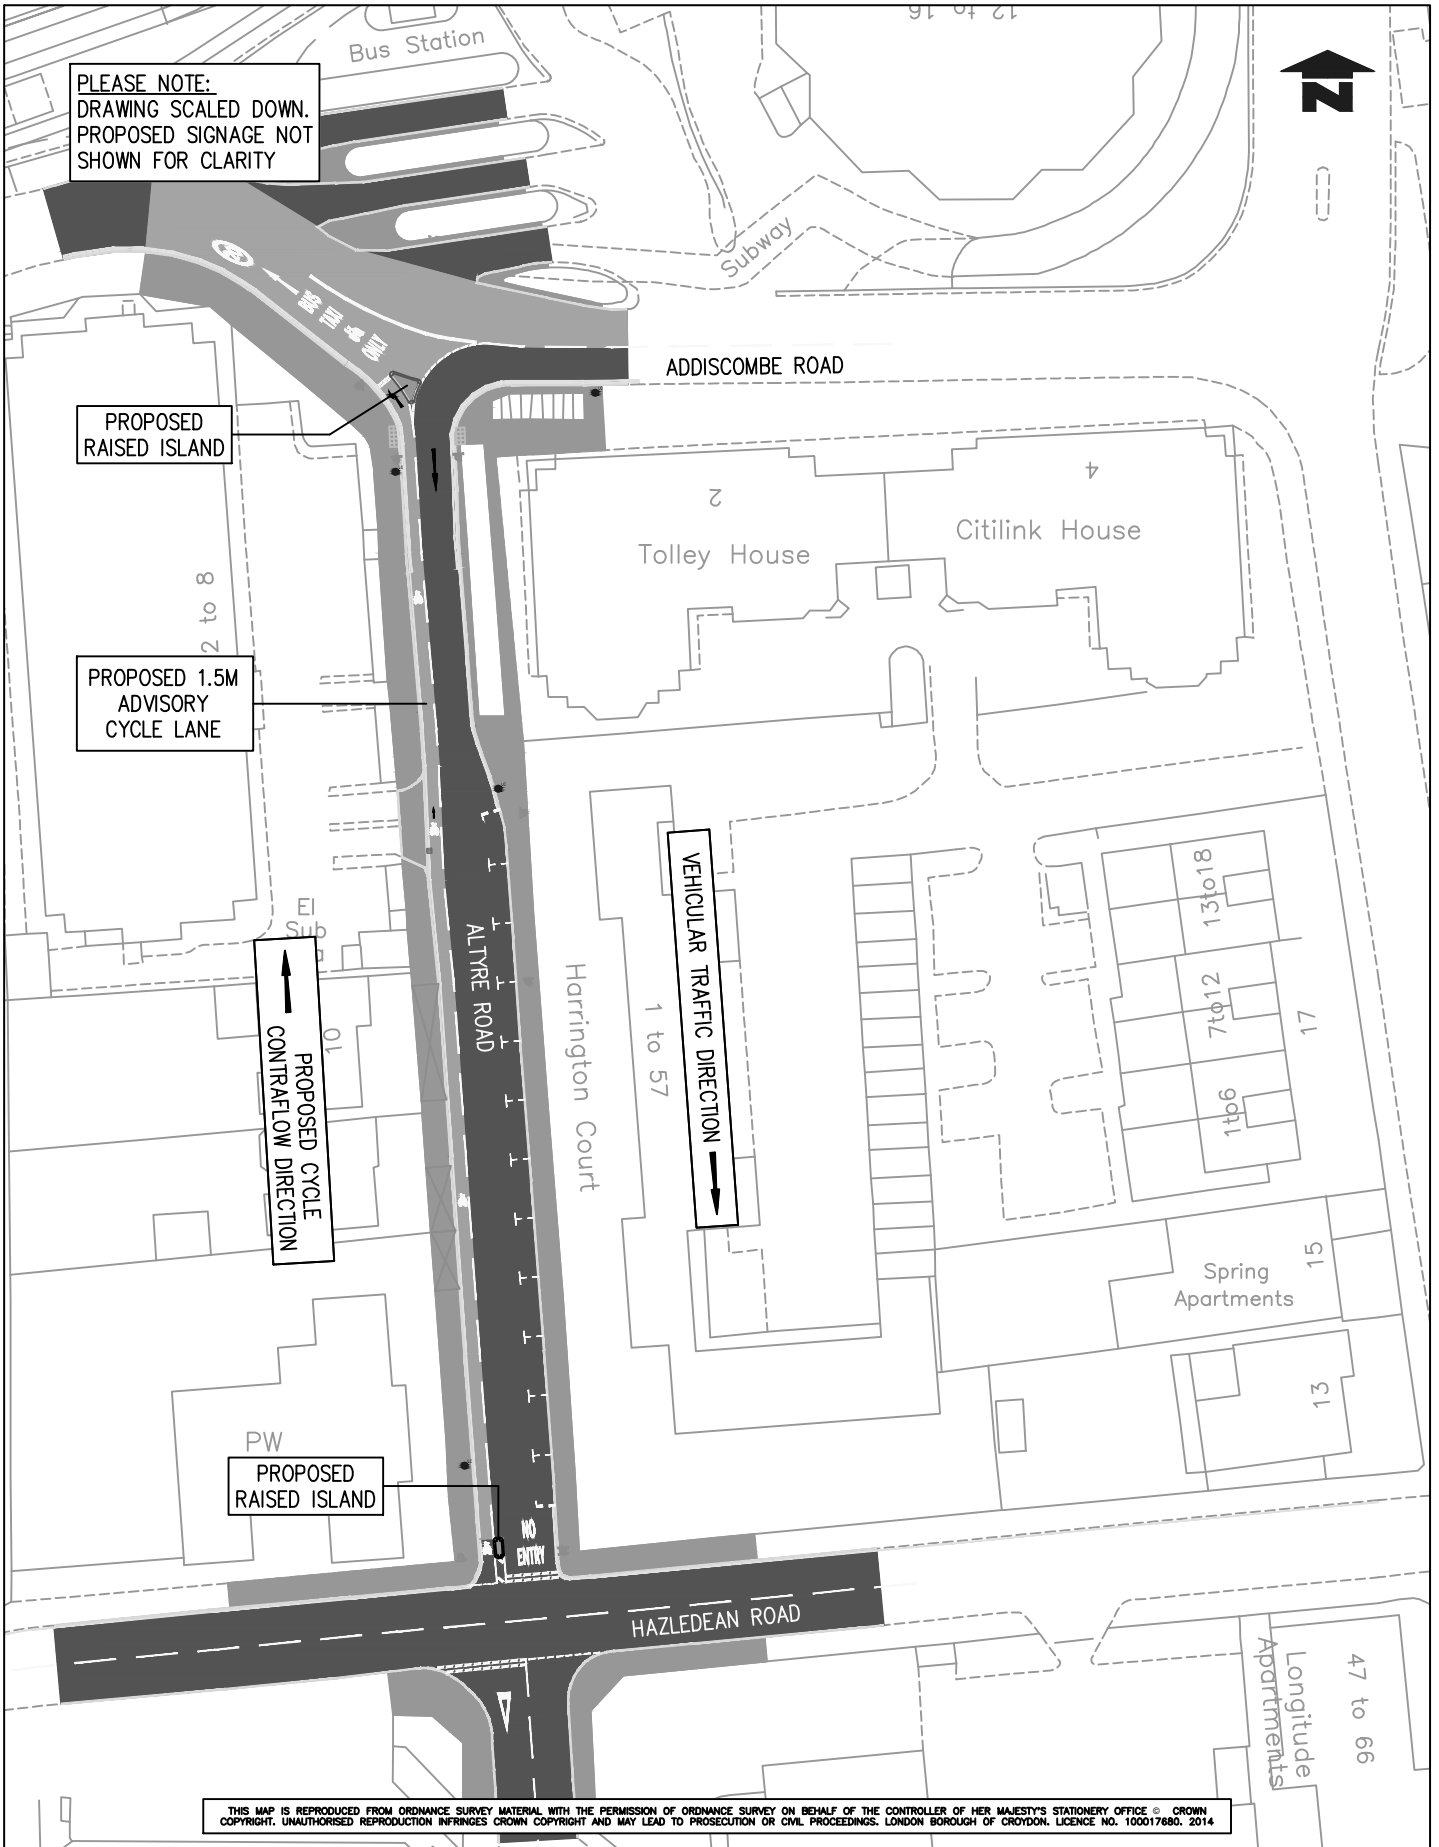 12 to 16
Bus Station
N
PLEASE NOTE:
DRAWING SCALED DOWN.
PROPOSED SIGNAGE NOT
SHOWN FOR CLARITY
Subway
20
BUS
TAXI &
ONLY
ADDISCOMBE ROAD
PROPOSED
RAISED ISLAND
2
Tolley House
4
Citilink House
2 to 8
PROPOSED 1.5M
ADVISORY
CYCLE LANE
El
Sub
VEHICULAR TRAFFIC DIRECTION
13to18
ALTYRE ROAD
Harrington Court
1 to 57
10
PROPOSED CYCLE
CONTRAFLOW DIRECTION
7to12
17
1to6
Spring
Apartments
15
13
PW
PROPOSED
RAISED ISLAND
NO
ENTRY
HAZLEDEAN ROAD
Longitude
Apartments
47 to 66
THIS MAP IS REPRODUCED FROM ORDNANCE SURVEY MATERIAL WITH THE PERMISSION OF ORDNANCE SURVEY ON BEHALF OF THE CONTROLLER OF HER MAJESTY'S STATIONERY OFFICE © CROWN
COPYRIGHT. UNAUTHORISED REPRODUCTION INFRINGES CROWN COPYRIGHT AND MAY LEAD TO PROSECUTION OR CIVIL PROCEEDINGS. LONDON BOROUGH OF CROYDON. LICENCE NO. 100017680. 2014